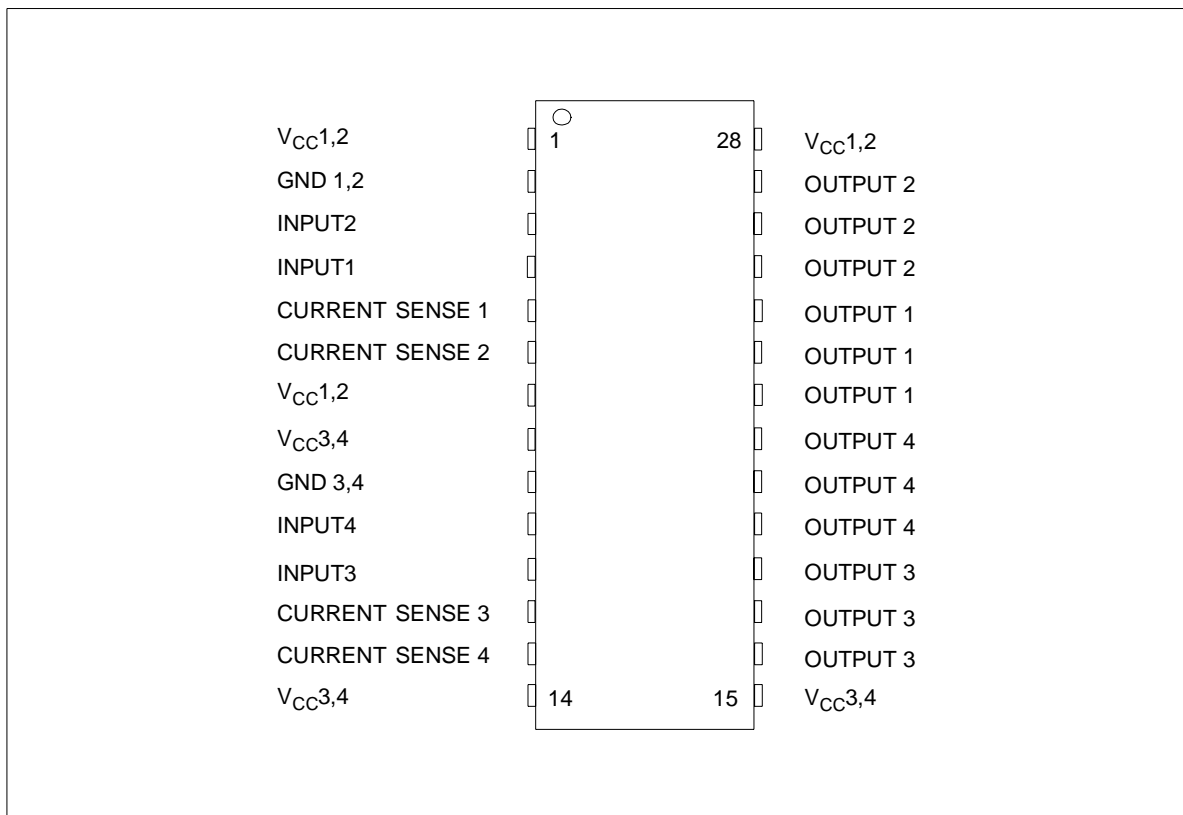 V_CC1,2
GND 1,2
INPUT2
INPUT1
CURRENT SENSE 1
CURRENT SENSE 2
V_CC1,2
V_CC3,4
GND 3,4
INPUT4
INPUT3
CURRENT SENSE 3
CURRENT SENSE 4
V_CC3,4
1
14
28
15
V_CC1,2
OUTPUT 2
OUTPUT 2
OUTPUT 2
OUTPUT 1
OUTPUT 1
OUTPUT 1
OUTPUT 4
OUTPUT 4
OUTPUT 4
OUTPUT 3
OUTPUT 3
OUTPUT 3
V_CC3,4